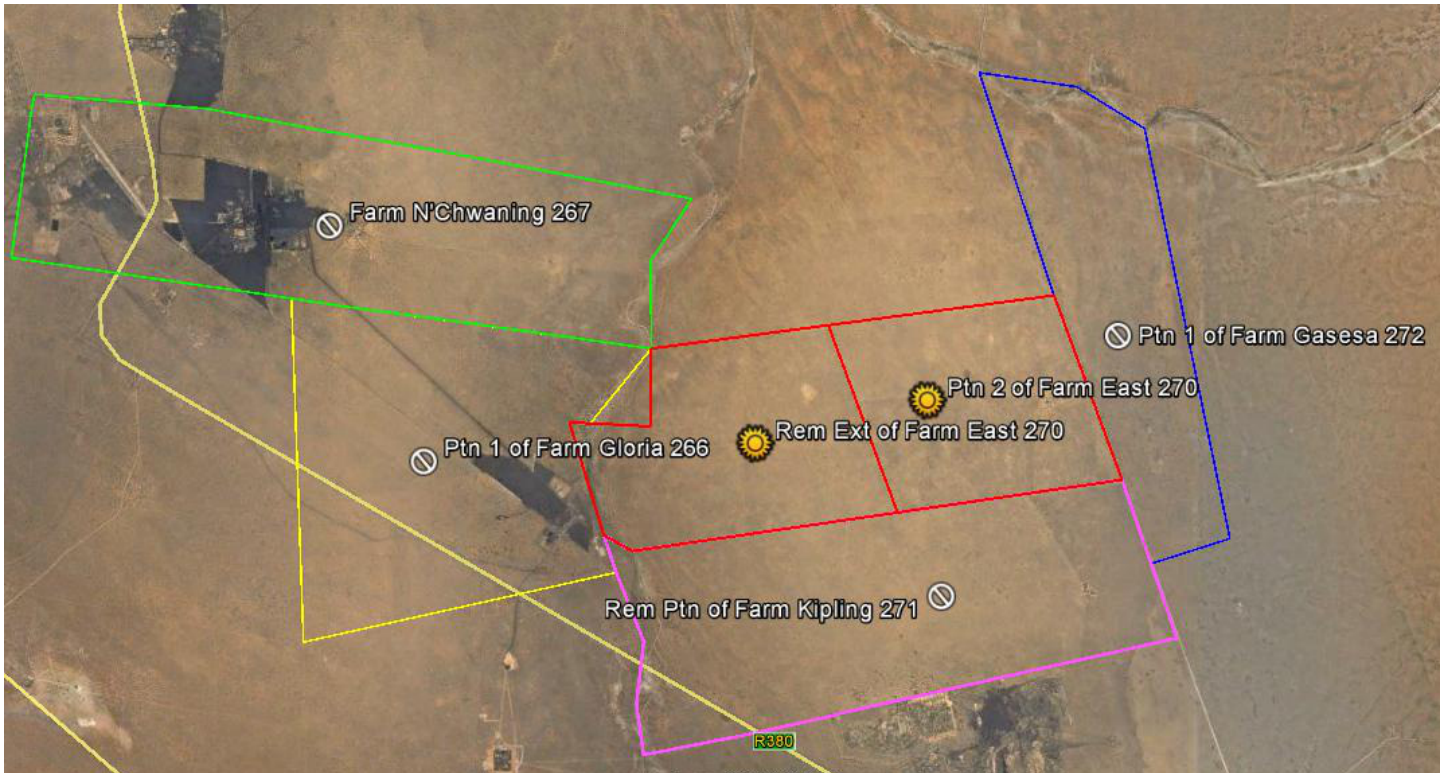 Farm N'Chwaning 267
Ptn 1 of Farm Gasesa 272
Ptn 2 of Farm East 270
Rem Ext of Farm East 270
Ptn 1 of Farm Gloria 266
Rem Ptn of Farm Kipling 271
R380